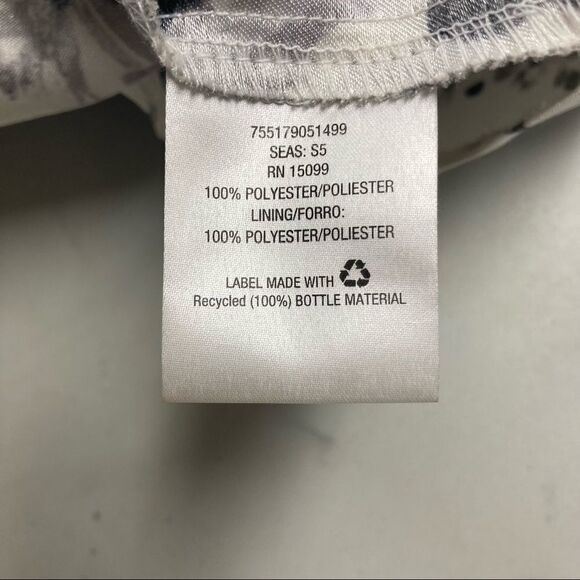 755179051499
SEAS: S5
RN 15099
100% POLYESTER/POLIESTER
LINING/FORRO:
100% POLYESTER/POLIESTER
LABEL MADE WITH
Recycled (100%) BOTTLE MATERIAL